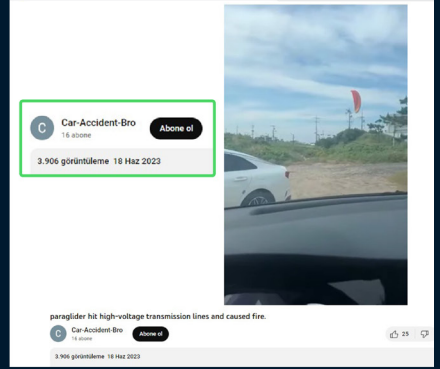 C
Car-Accident-Bro
16 abone
Abone ol
3.906 görüntüleme 18 Haz 2023
paraglider hit high-voltage transmission lines and caused fire.
C
Car-Accident-Bro
16 abone
Abone ol
25
3.906 görüntüleme 18 Haz 2023